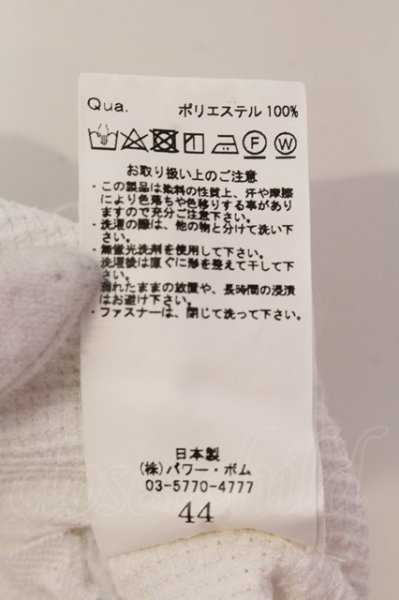 Qua. ポリエステル 100%
F W
お取り扱い上のご注意
・この製品は染料の性質上、汗や摩擦
により色落ちや色移りする事があり
ますので充分ご注意下さい。
・洗濯の際は、他の物と分けて洗い下
さい。
・無蛍光洗剤を使用して下さい。
洗濯後は直ぐに形を整えて干して下
さい。
・濡れたままの放置や、長時間の浸漬
はお避け下さい。
・ファスナーは、閉じて洗って下さい。
日本製
(株)パワー・ボム
03-5770-4777
44